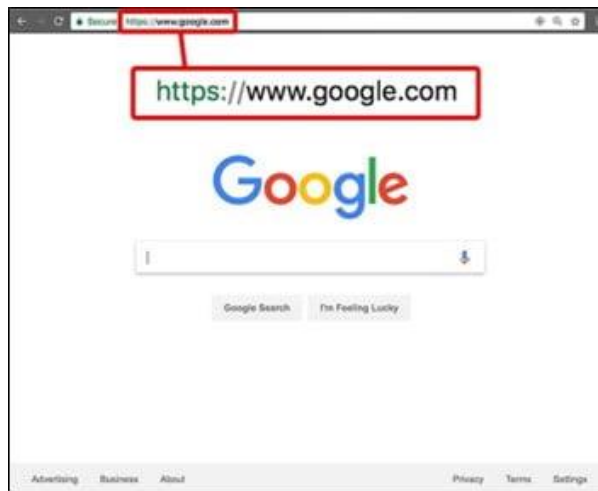 Secure https://www.google.com
https://www.google.com
Google
Google Search I'm Feeling Lucky
Advertising Business About Privacy Terms Settings